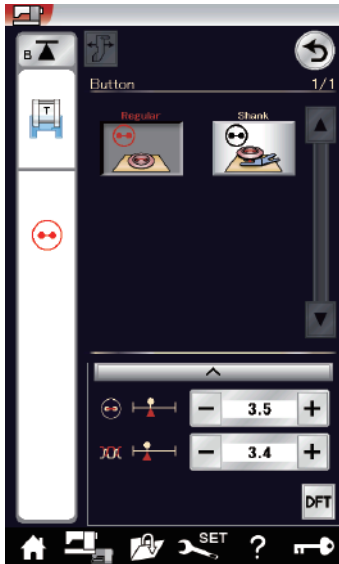 B
T
Button 1/1
Regular Shank
− 3.5 +
− 3.4 +
DFT
SET
?